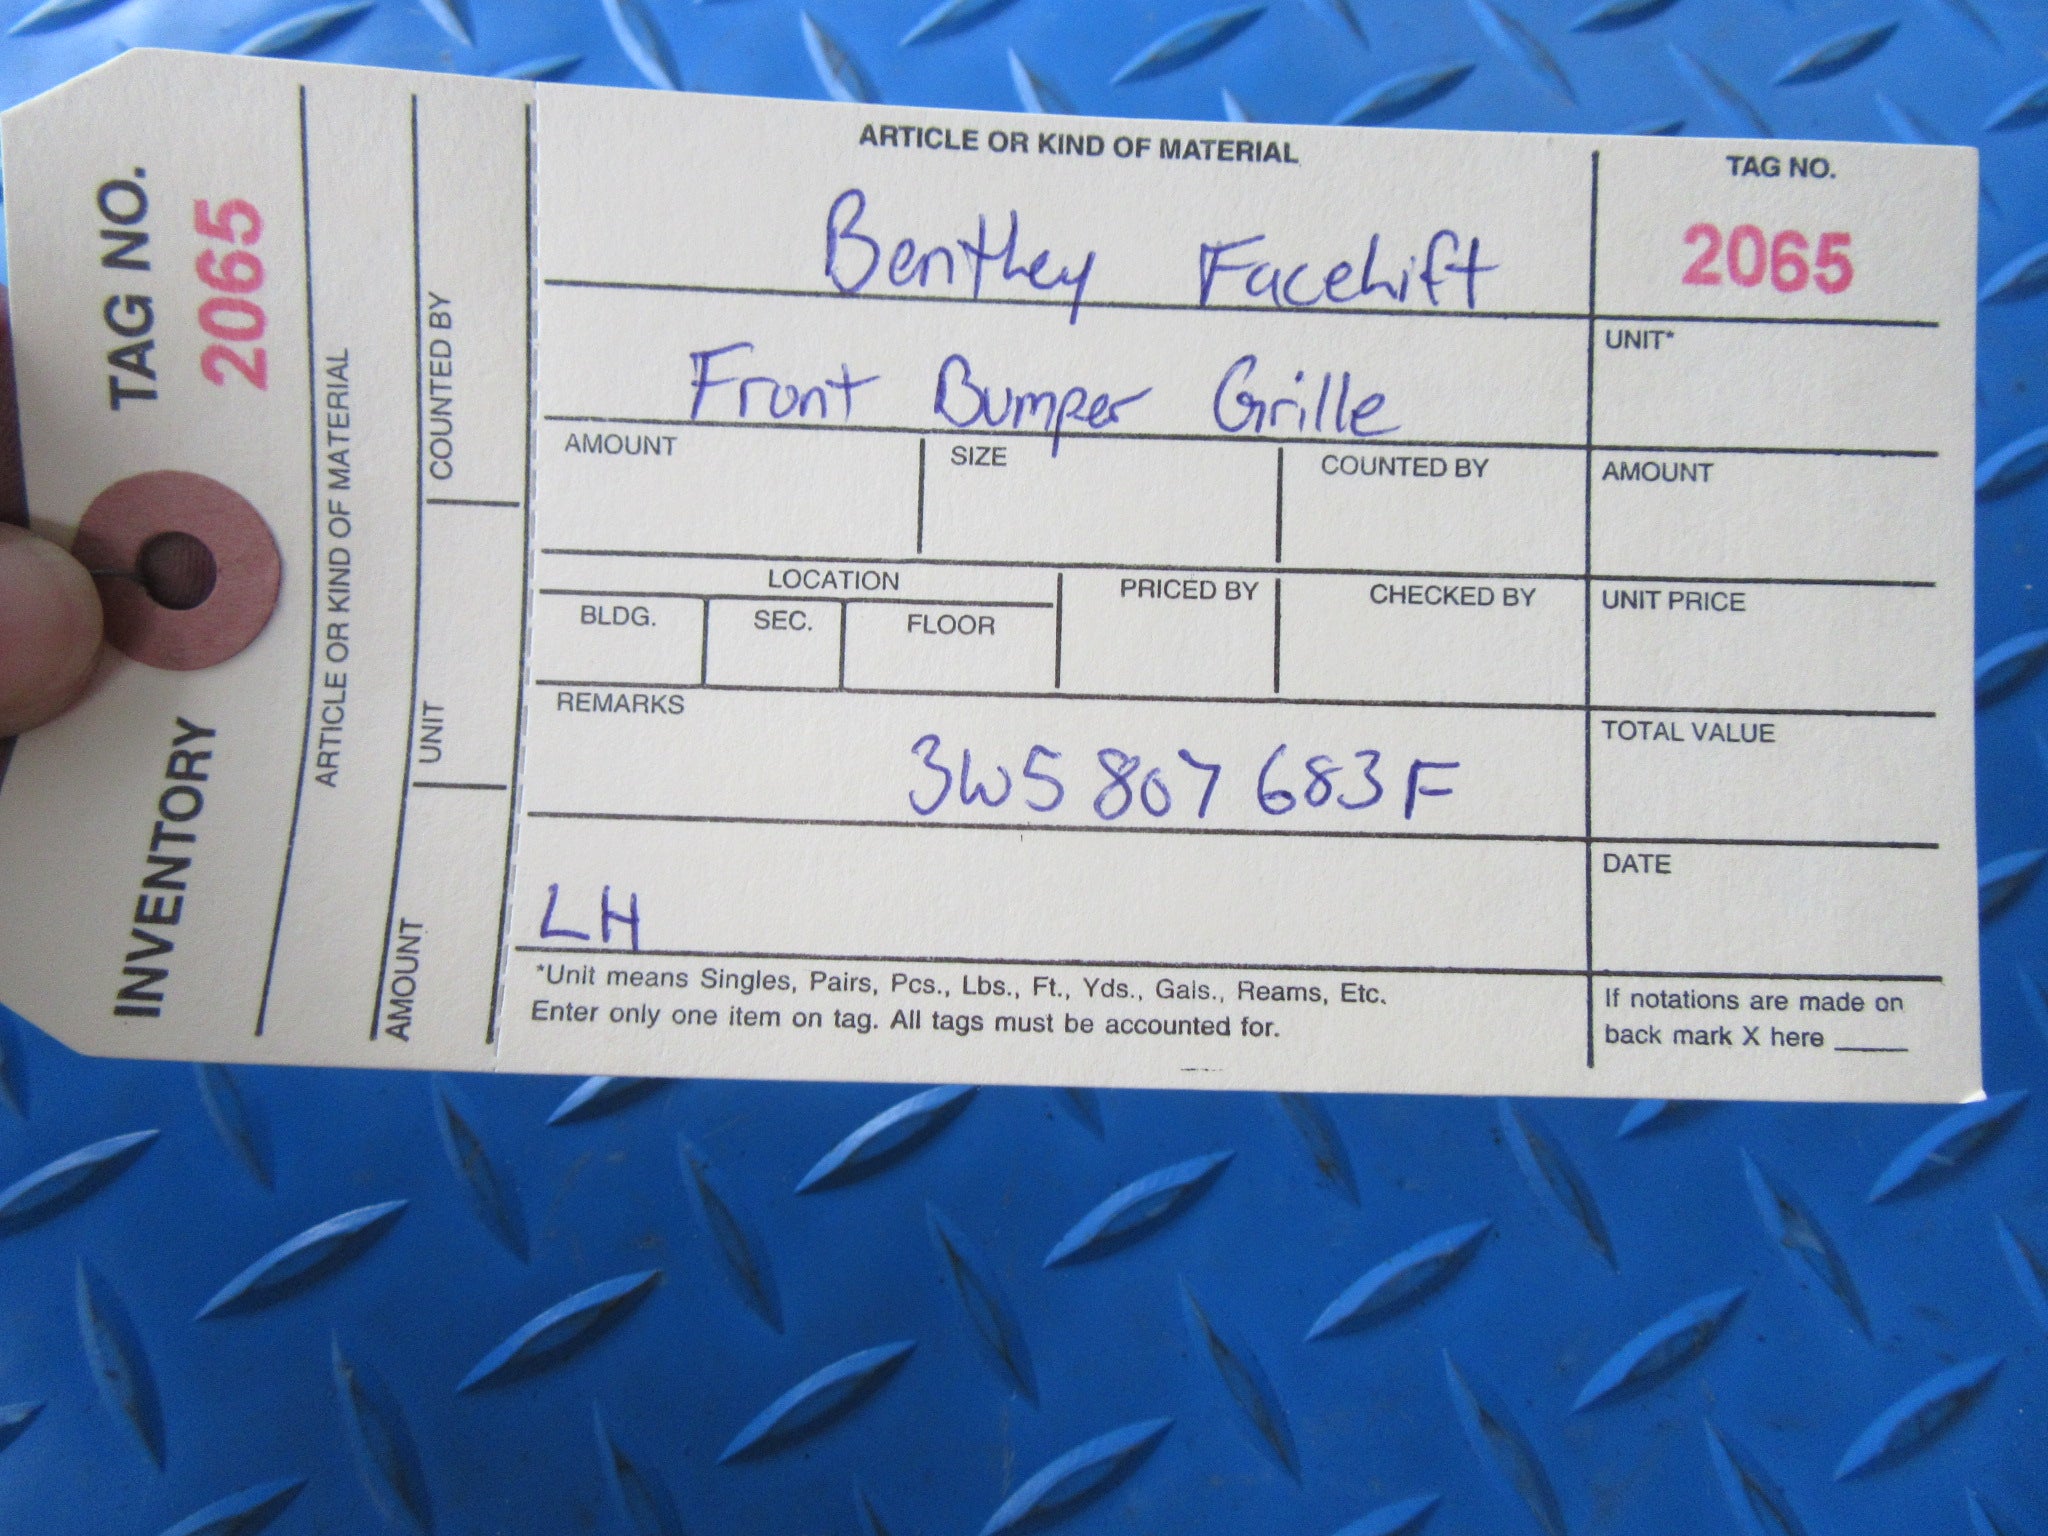 INVENTORY TAG NO. 2065
ARTICLE OR KIND OF MATERIAL
AMOUNT UNIT COUNTED BY
ARTICLE OR KIND OF MATERIAL TAG NO.
Benthey Facelift 2065
Front Bumper Grille UNIT*
AMOUNT SIZE COUNTED BY AMOUNT
LOCATION PRICED BY CHECKED BY UNIT PRICE
BLDG. SEC. FLOOR
REMARKS TOTAL VALUE
3W5 807 683F
DATE
LH
*Unit means Singles, Pairs, Pcs., Lbs., Ft., Yds., Gals., Reams, Etc.
Enter only one item on tag. All tags must be accounted for.
If notations are made on
back mark X here ____